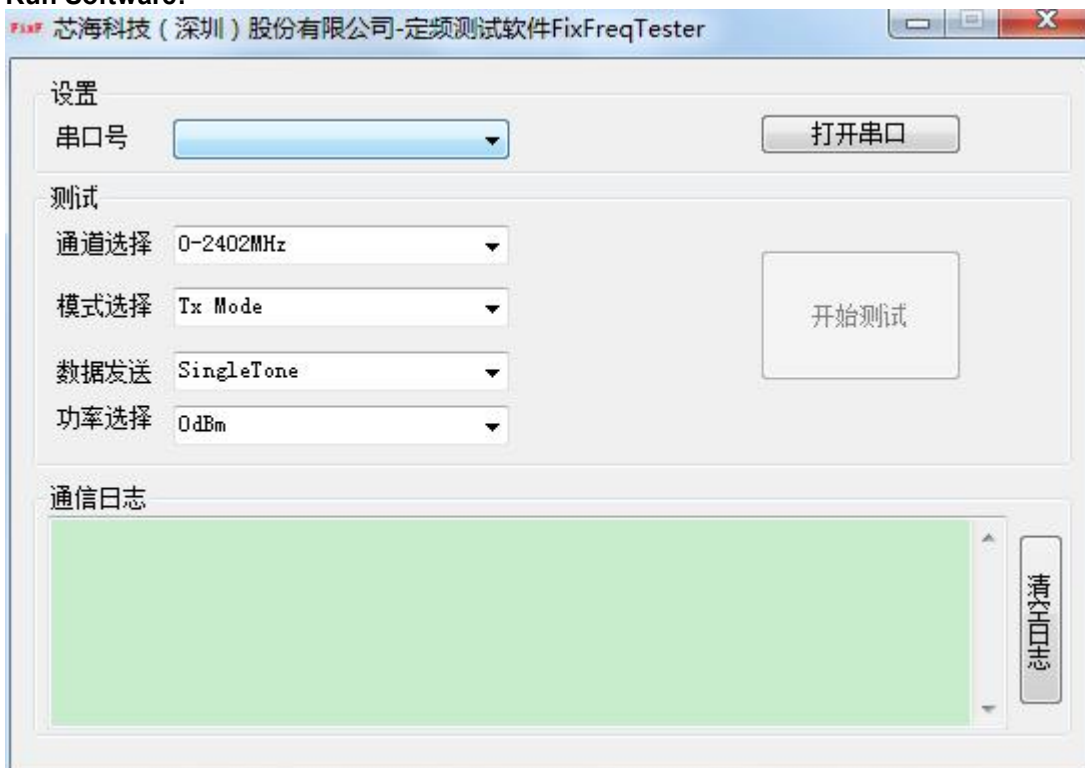 Run Software:
FixF 芯海科技（深圳）股份有限公司-定频测试软件FixFreqTester
设置
串口号
打开串口
测试
通道选择 0-2402MHz
模式选择 Tx Mode
开始测试
数据发送 SingleTone
功率选择 0dBm
通信日志
清空日志